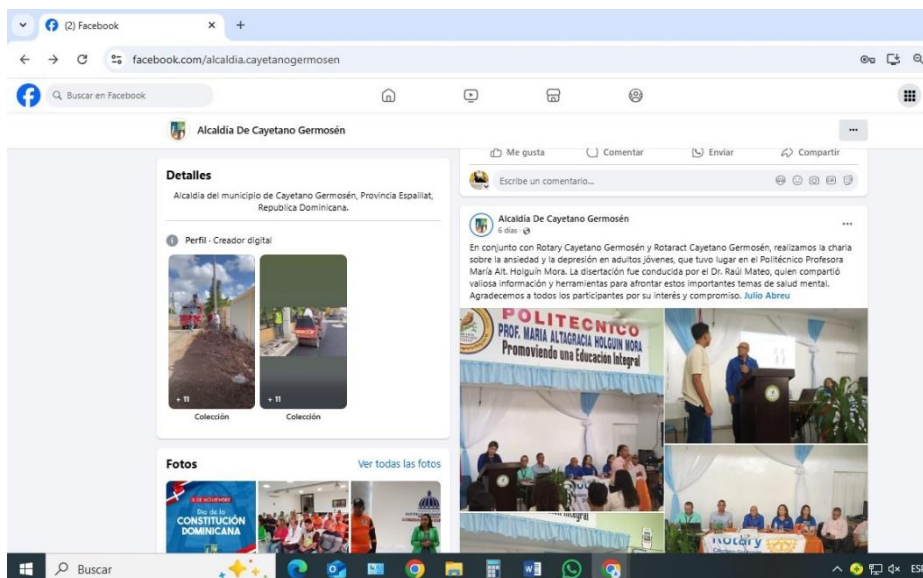 (2) Facebook
facebook.com/alcaldia.cayetanogermosen
Buscar en Facebook
Alcaldía De Cayetano Germosén
Detalles
Alcaldía del municipio de Cayetano Germosén, Provincia Espaillat,
Republica Dominicana.
Perfil · Creador digital
+ 11
+ 11
Colección
Colección
Fotos
Ver todas las fotos
8 DE NOVIEMBRE
Día de la
CONSTITUCIÓN
DOMINICANA
Me gusta
Comentar
Enviar
Compartir
Escribe un comentario...
GIF
Alcaldía De Cayetano Germosén
6 días ·
En conjunto con Rotary Cayetano Germosén y Rotaract Cayetano Germosén, realizamos la charla
sobre la ansiedad y la depresión en adultos jóvenes, que tuvo lugar en el Politécnico Profesora
María Alt. Holguín Mora. La disertación fue conducida por el Dr. Raúl Mateo, quien compartió
valiosa información y herramientas para afrontar estos importantes temas de salud mental.
Agradecemos a todos los participantes por su interés y compromiso. Julio Abreu
POLITECNICO
PROF. MARIA ALTAGRACIA HOLGUIN MORA
Promoviendo una Educación Integral
Rotary
Integral
Buscar